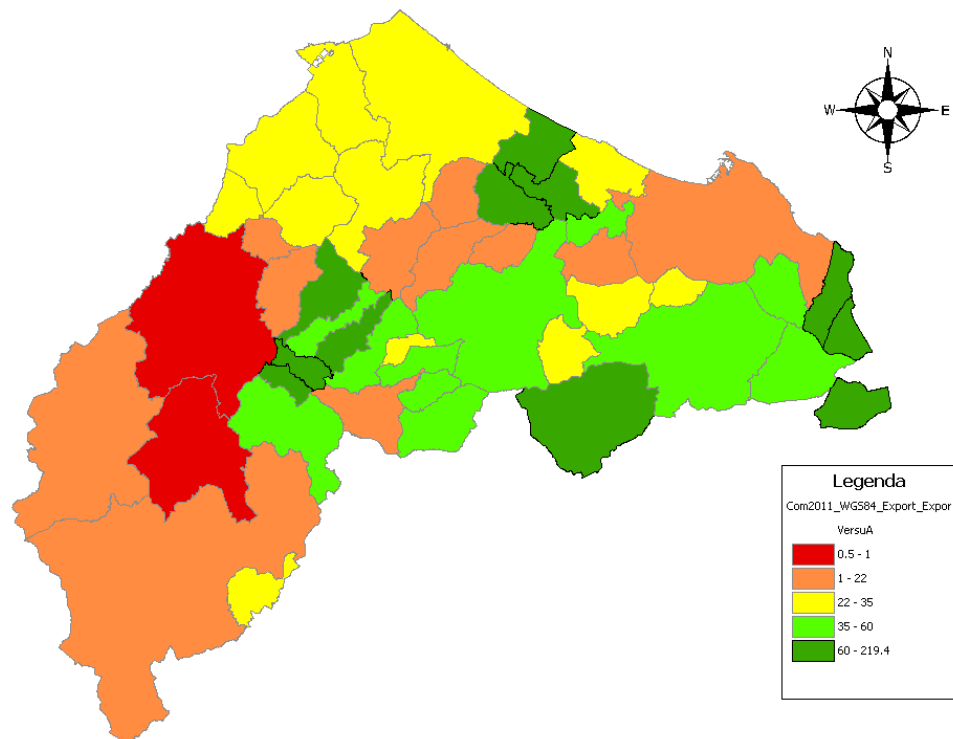 N
W E
S
Legenda
Com2011_WGS84_Export_Expor
VersuA
0.5 - 1
1 - 22
22 - 35
35 - 60
60 - 219.4